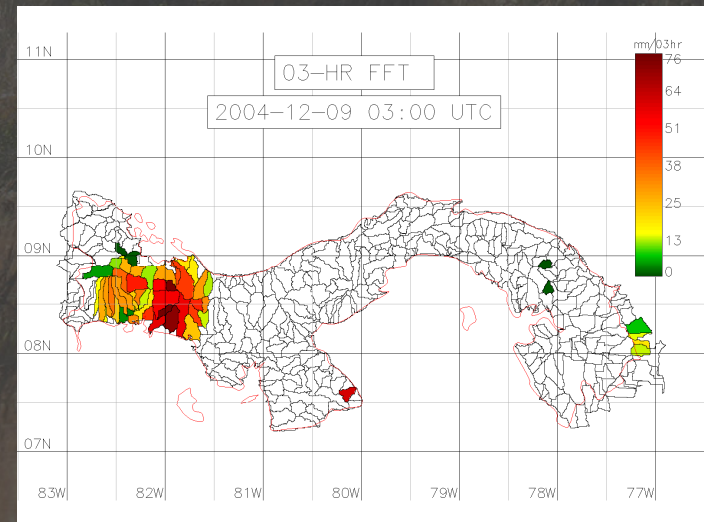 03-HR FFT
2004-12-09 03:00 UTC
mm/03hr
76
64
51
38
25
13
0
11N
10N
09N
08N
07N
83W 82W 81W 80W 79W 78W 77W